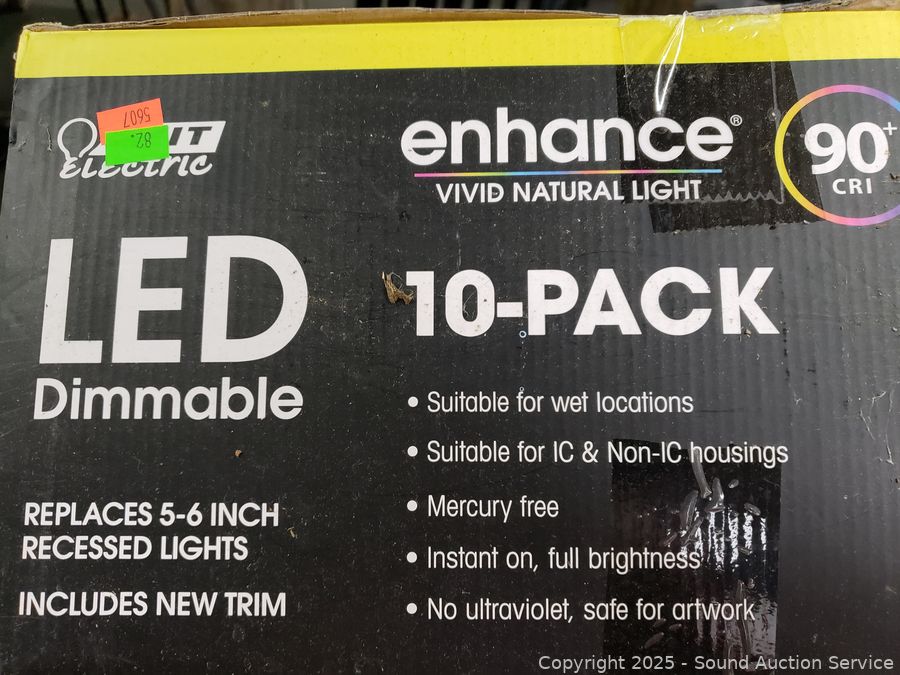 5607
82.
IT
ELECTRIC
enhance®
VIVID NATURAL LIGHT
90+
CRI
LED
Dimmable
10-PACK
• Suitable for wet locations
• Suitable for IC & Non-IC housings
• Mercury free
• Instant on, full brightness
• No ultraviolet, safe for artwork
REPLACES 5-6 INCH
RECESSED LIGHTS
INCLUDES NEW TRIM
Copyright 2025 - Sound Auction Service